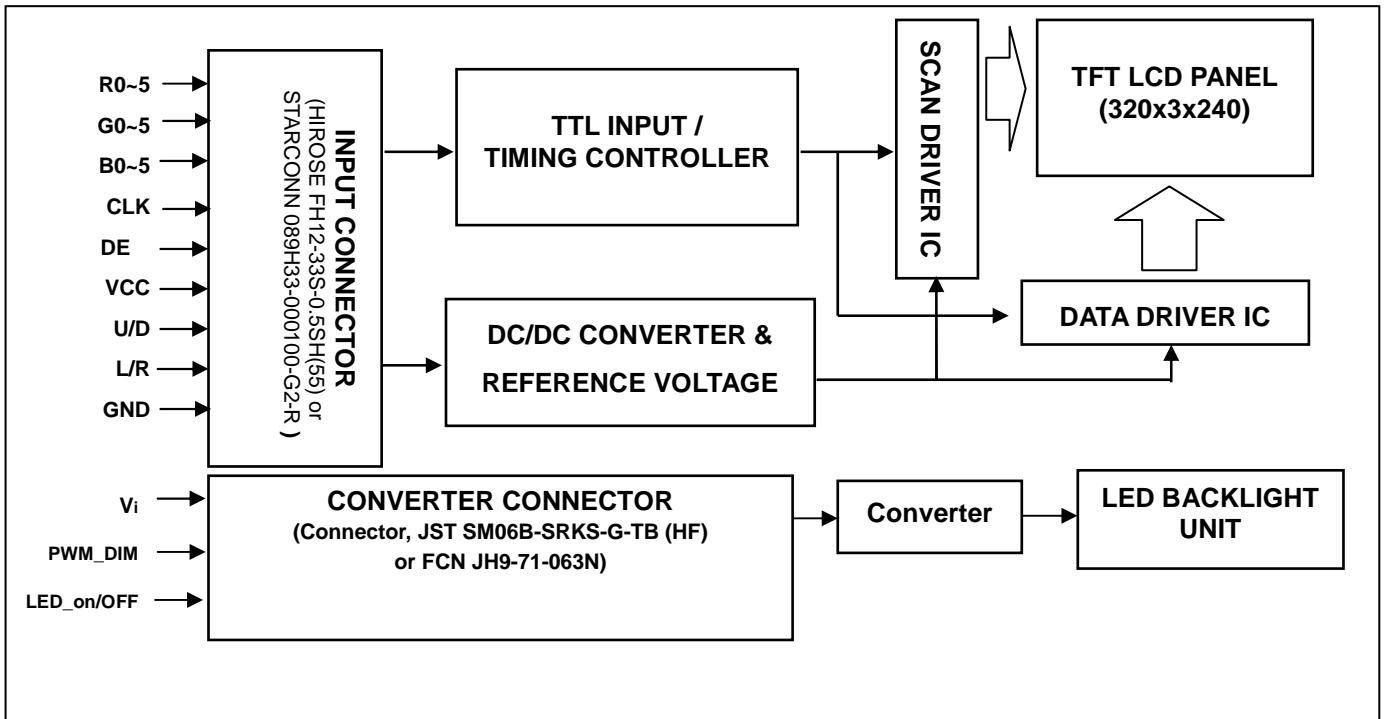 R0~5
G0~5
B0~5
CLK
DE
VCC
U/D
L/R
GND
INPUT CONNECTOR
(HIROSE FH12-33S-0.5SH(55) or
STARCONN 089H33-000100-G2-R )
TTL INPUT /
TIMING CONTROLLER
SCAN DRIVER IC
TFT LCD PANEL
(320x3x240)
DC/DC CONVERTER &
REFERENCE VOLTAGE
DATA DRIVER IC
Vi
PWM_DIM
LED_on/OFF
CONVERTER CONNECTOR
(Connector, JST SM06B-SRKS-G-TB (HF)
or FCN JH9-71-063N)
Converter
LED BACKLIGHT
UNIT